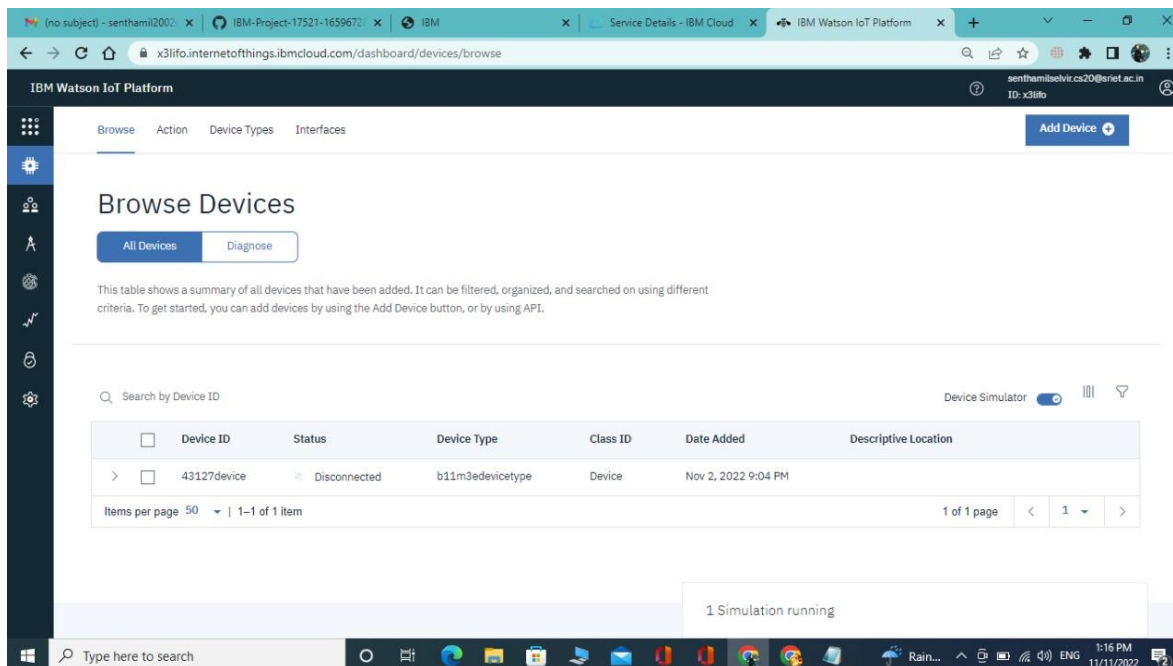 (no subject) - senthamil2002
IBM-Project-17521-1659672
IBM
Service Details - IBM Cloud
IBM Watson IoT Platform
x3lifo.internetofthings.ibmcloud.com/dashboard/devices/browse
IBM Watson IoT Platform
senthamilselvir.cs20@sriet.ac.in
ID: x3lifo
Browse Action Device Types Interfaces
Add Device
Browse Devices
All Devices Diagnose
This table shows a summary of all devices that have been added. It can be filtered, organized, and searched on using different
criteria. To get started, you can add devices by using the Add Device button, or by using API.
Search by Device ID
Device Simulator
Device ID Status Device Type Class ID Date Added Descriptive Location
43127device Disconnected b11m3edevicetype Device Nov 2, 2022 9:04 PM
Items per page 50 | 1–1 of 1 item
1 of 1 page < 1 >
1 Simulation running
Type here to search
Rain... ENG
1:16 PM
11/11/2022